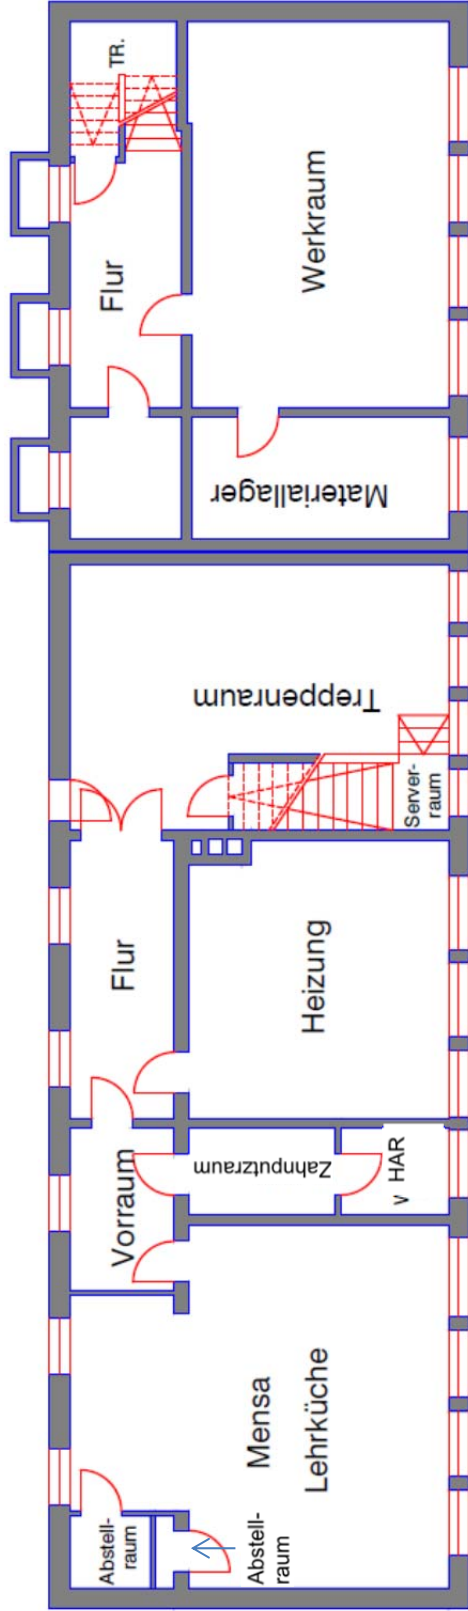 TR.
Flur
Werkraum
Materiallager
Treppenraum
Server-
raum
Flur
Heizung
Vorraum
Zahnputzraum
HAR
v
Mensa
Lehrküche
Abstell-
raum
Abstell-
raum